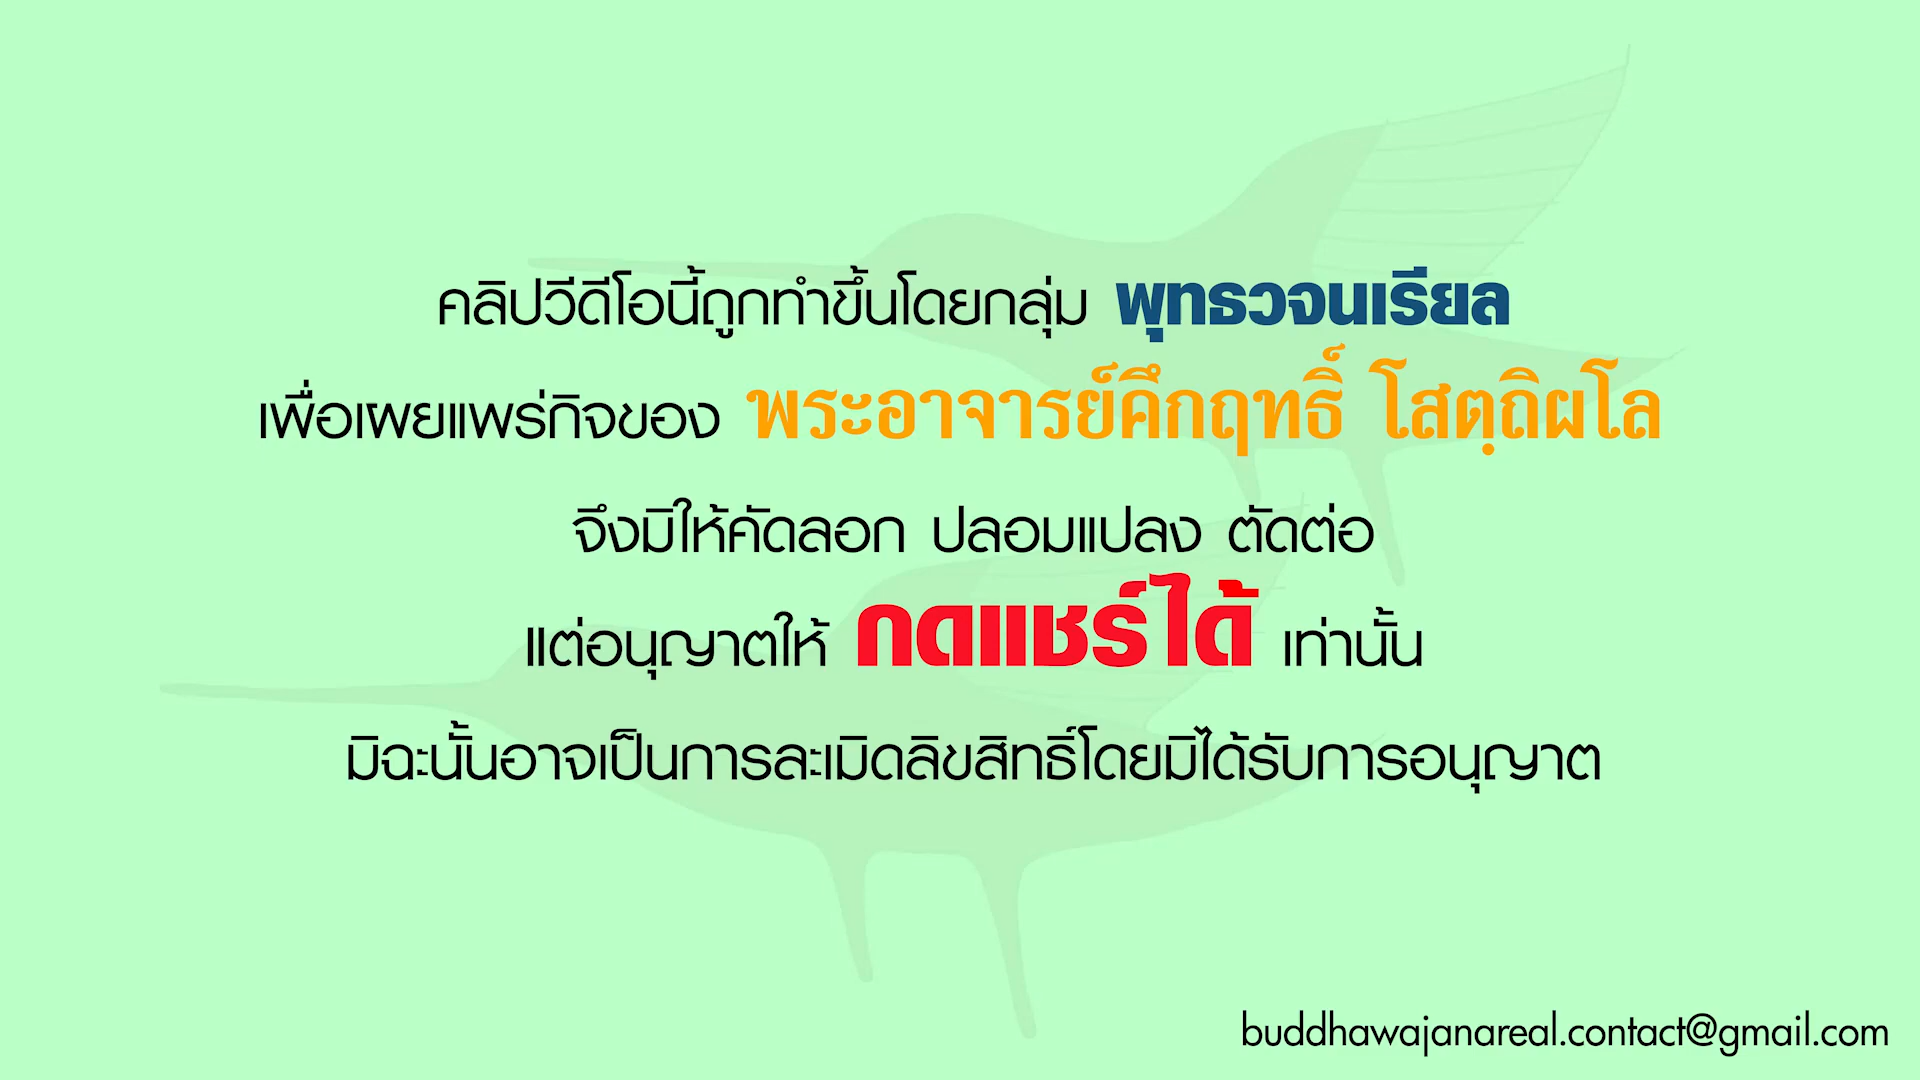 คลิปวีดีโอนี้ถูกทำขึ้นโดยกลุ่ม พุทธวจนเรียล
เพื่อเผยแพร่กิจของ พระอาจารย์คึกฤทธิ์ โสตฺถิผโล
จึงมิให้คัดลอก ปลอมแปลง ตัดต่อ
แต่อนุญาตให้ กดแชร์ได้ เท่านั้น
มิฉะนั้นอาจเป็นการละเมิดลิขสิทธิ์โดยมิได้รับการอนุญาต
buddhawajanareal.contact@gmail.com